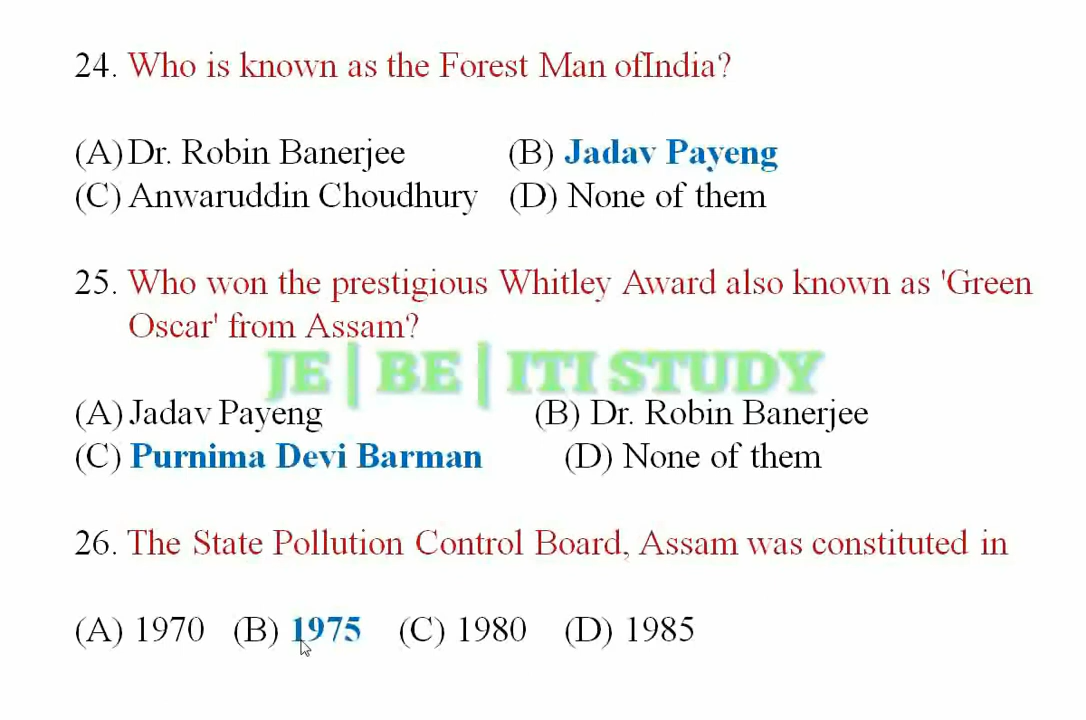 24. Who is known as the Forest Man ofIndia?
(A) Dr. Robin Banerjee (B) Jadav Payeng
(C) Anwaruddin Choudhury (D) None of them
25. Who won the prestigious Whitley Award also known as 'Green
Oscar' from Assam?
JE | BE | ITI STUDY
(A) Jadav Payeng (B) Dr. Robin Banerjee
(C) Purnima Devi Barman (D) None of them
26. The State Pollution Control Board, Assam was constituted in
(A) 1970 (B) 1975 (C) 1980 (D) 1985